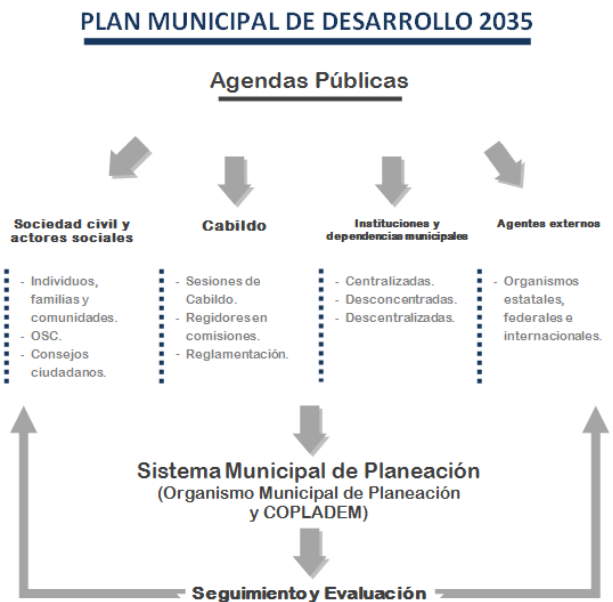 PLAN MUNICIPAL DE DESARROLLO 2035
Agendas Públicas
Sociedad civil y
actores sociales
- Individuos,
familias y
comunidades.
- OSC.
- Consejos
ciudadanos.
Cabildo
- Sesiones de
Cabildo.
- Regidores en
comisiones.
- Reglamentación.
Instituciones y
dependencias municipales
- Centralizadas.
- Desconcentradas.
- Descentralizadas.
Agentes externos
- Organismos
estatales,
federales e
internacionales.
Sistema Municipal de Planeación
(Organismo Municipal de Planeación
y COPLADEM)
Seguimiento y Evaluación